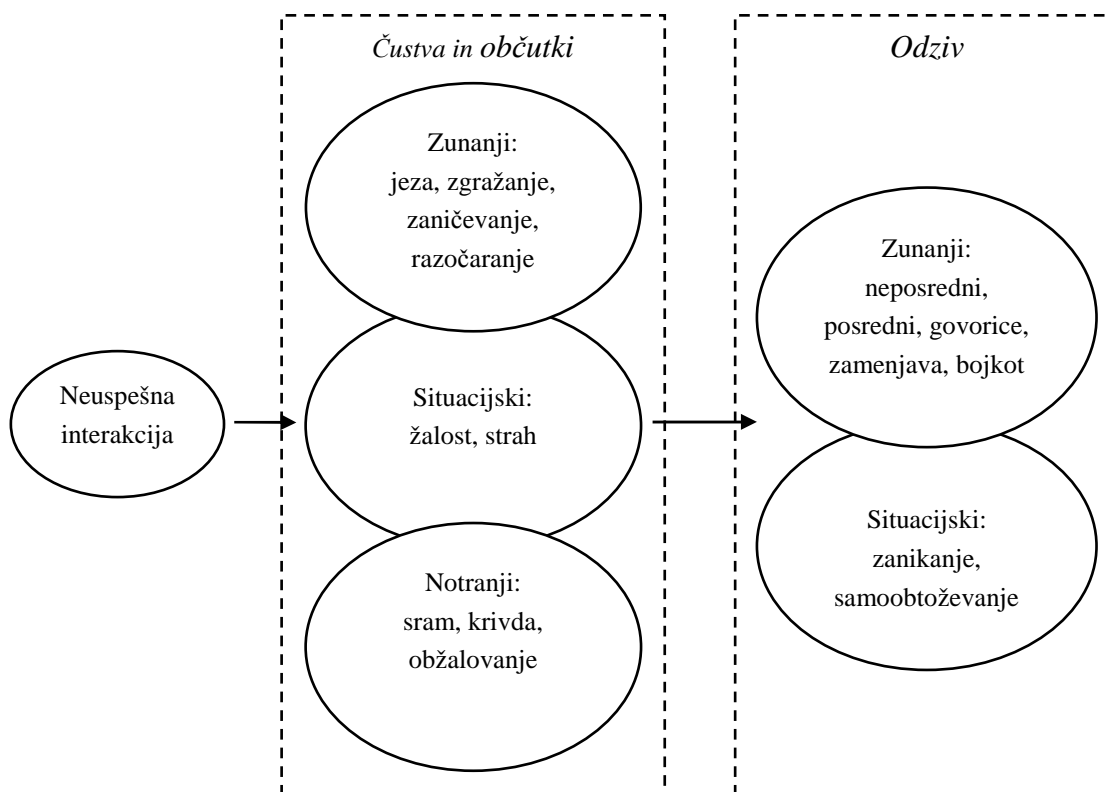 Neuspešna
interakcija
Čustva in občutki
Zunanji:
jeza, zgražanje,
zaničevanje,
razočaranje
Situacijski:
žalost, strah
Notranji:
sram, krivda,
obžalovanje
Odziv
Zunanji:
neposredni,
posredni, govorice,
zamenjava, bojkot
Situacijski:
zanikanje,
samoobtoževanje